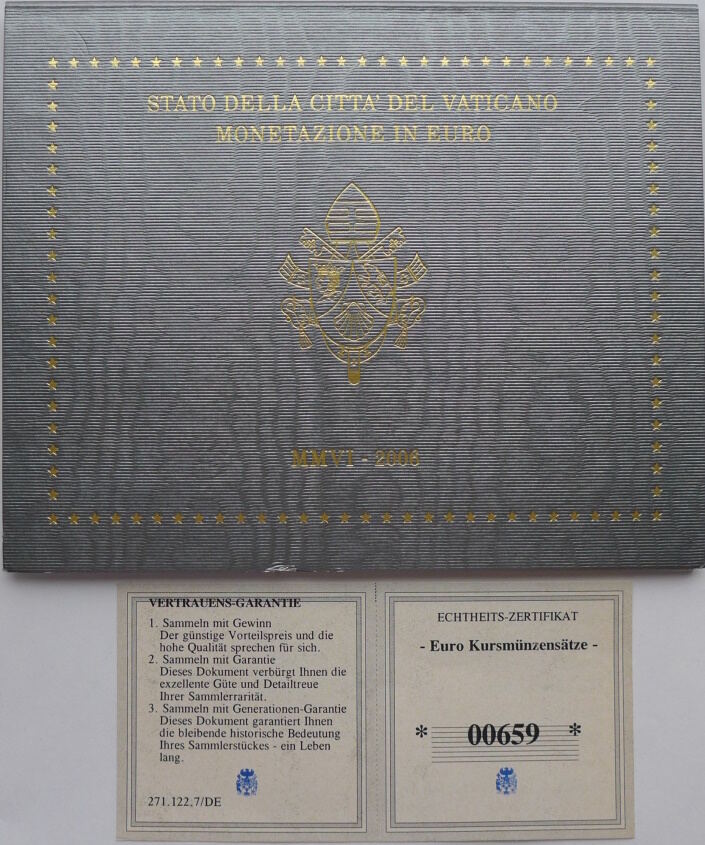 STATO DELLA CITTA' DEL VATICANO
MONETAZIONE IN EURO
MMVI - 2006
VERTRAUENS-GARANTIE
1. Sammeln mit Gewinn
Der günstige Vorteilspreis und die
hohe Qualität sprechen für sich.
2. Sammeln mit Garantie
Dieses Dokument verbürgt Ihnen die
exzellente Güte und Detailtreue
Ihrer Sammlerrarität.
3. Sammeln mit Generationen-Garantie
Dieses Dokument garantiert Ihnen
die bleibende historische Bedeutung
Ihres Sammlerstückes - ein Leben
lang.
271.122.7/DE
ECHTHEITS-ZERTIFIKAT
- Euro Kursmünzensätze -
* 00659 *